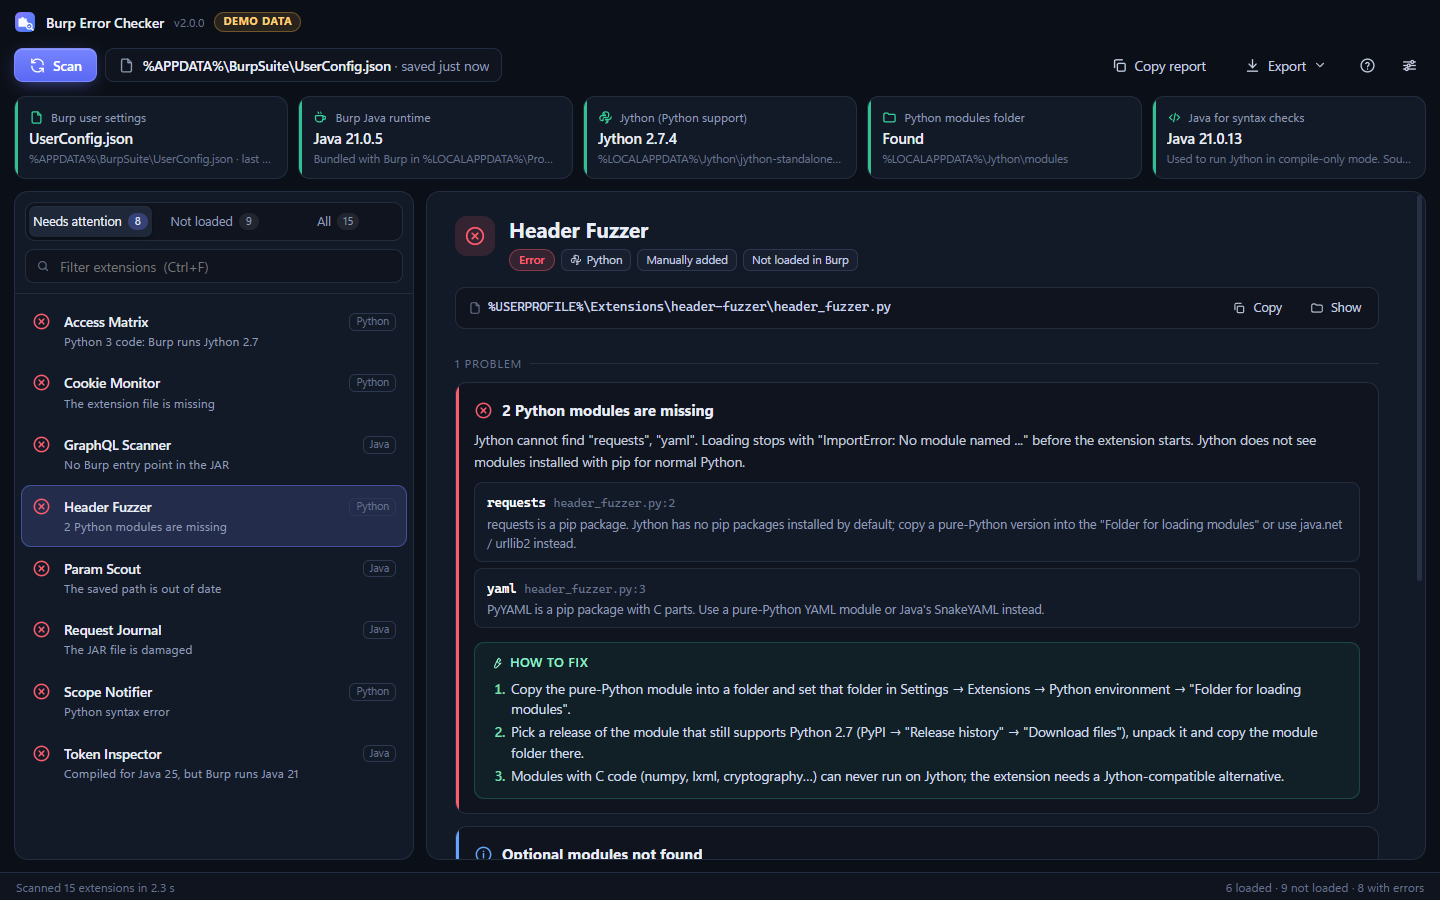 Burp Error Checker v2.0.0 DEMO DATA
Scan %APPDATA%\BurpSuite\UserConfig.json · saved just now Copy report Export
Burp user settings
UserConfig.json
%APPDATA%\BurpSuite\UserConfig.json · last ...
Burp Java runtime
Java 21.0.5
Bundled with Burp in %LOCALAPPDATA%\Pro...
Jython (Python support)
Jython 2.7.4
%LOCALAPPDATA%\Jython\jython-standalone...
Python modules folder
Found
%LOCALAPPDATA%\Jython\modules
Java for syntax checks
Java 21.0.13
Used to run Jython in compile-only mode. Sou...
Needs attention 8 Not loaded 9 All 15
Filter extensions (Ctrl+F)
Access Matrix Python
Python 3 code: Burp runs Jython 2.7
Cookie Monitor Python
The extension file is missing
GraphQL Scanner Java
No Burp entry point in the JAR
Header Fuzzer Python
2 Python modules are missing
Param Scout Java
The saved path is out of date
Request Journal Java
The JAR file is damaged
Scope Notifier Python
Python syntax error
Token Inspector Java
Compiled for Java 25, but Burp runs Java 21
Header Fuzzer
Error Python Manually added Not loaded in Burp
%USERPROFILE%\Extensions\header-fuzzer\header_fuzzer.py Copy Show
1 PROBLEM
2 Python modules are missing
Jython cannot find "requests", "yaml". Loading stops with "ImportError: No module named ..." before the extension starts. Jython does not see
modules installed with pip for normal Python.
requests header_fuzzer.py:2
requests is a pip package. Jython has no pip packages installed by default; copy a pure-Python version into the "Folder for loading modules" or use java.net
/ urllib2 instead.
yaml header_fuzzer.py:3
PyYAML is a pip package with C parts. Use a pure-Python YAML module or Java's SnakeYAML instead.
HOW TO FIX
1. Copy the pure-Python module into a folder and set that folder in Settings → Extensions → Python environment → "Folder for loading
modules".
2. Pick a release of the module that still supports Python 2.7 (PyPI → "Release history" → "Download files"), unpack it and copy the module
folder there.
3. Modules with C code (numpy, lxml, cryptography...) can never run on Jython; the extension needs a Jython-compatible alternative.
Optional modules not found
Scanned 15 extensions in 2.3 s 6 loaded · 9 not loaded · 8 with errors